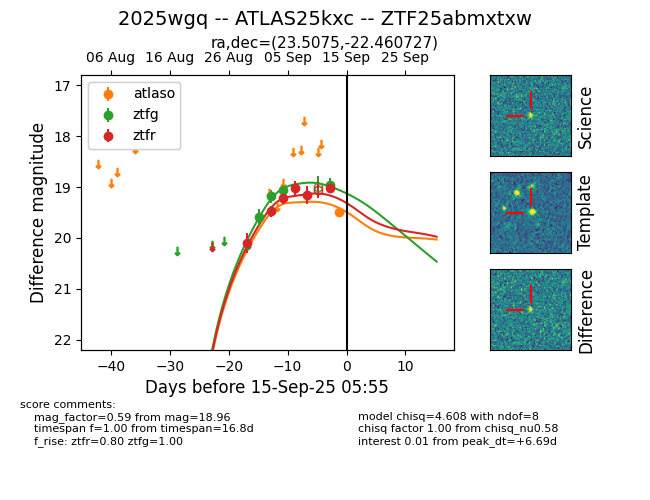 2025wgq -- ATLAS25kxc -- ZTF25abmxtxw
ra,dec=(23.5075,-22.460727)
06 Aug 16 Aug 26 Aug 05 Sep 15 Sep 25 Sep
atlaso
ztfg
ztfr
17
18
19
20
21
22
Difference magnitude
−40 −30 −20 −10 0 10
Days before 15-Sep-25 05:55
Science
Template
Difference
score comments:
mag_factor=0.59 from mag=18.96
timespan f=1.00 from timespan=16.8d
f_rise: ztfr=0.80 ztfg=1.00
model chisq=4.608 with ndof=8
chisq factor 1.00 from chisq_nu0.58
interest 0.01 from peak_dt=+6.69d